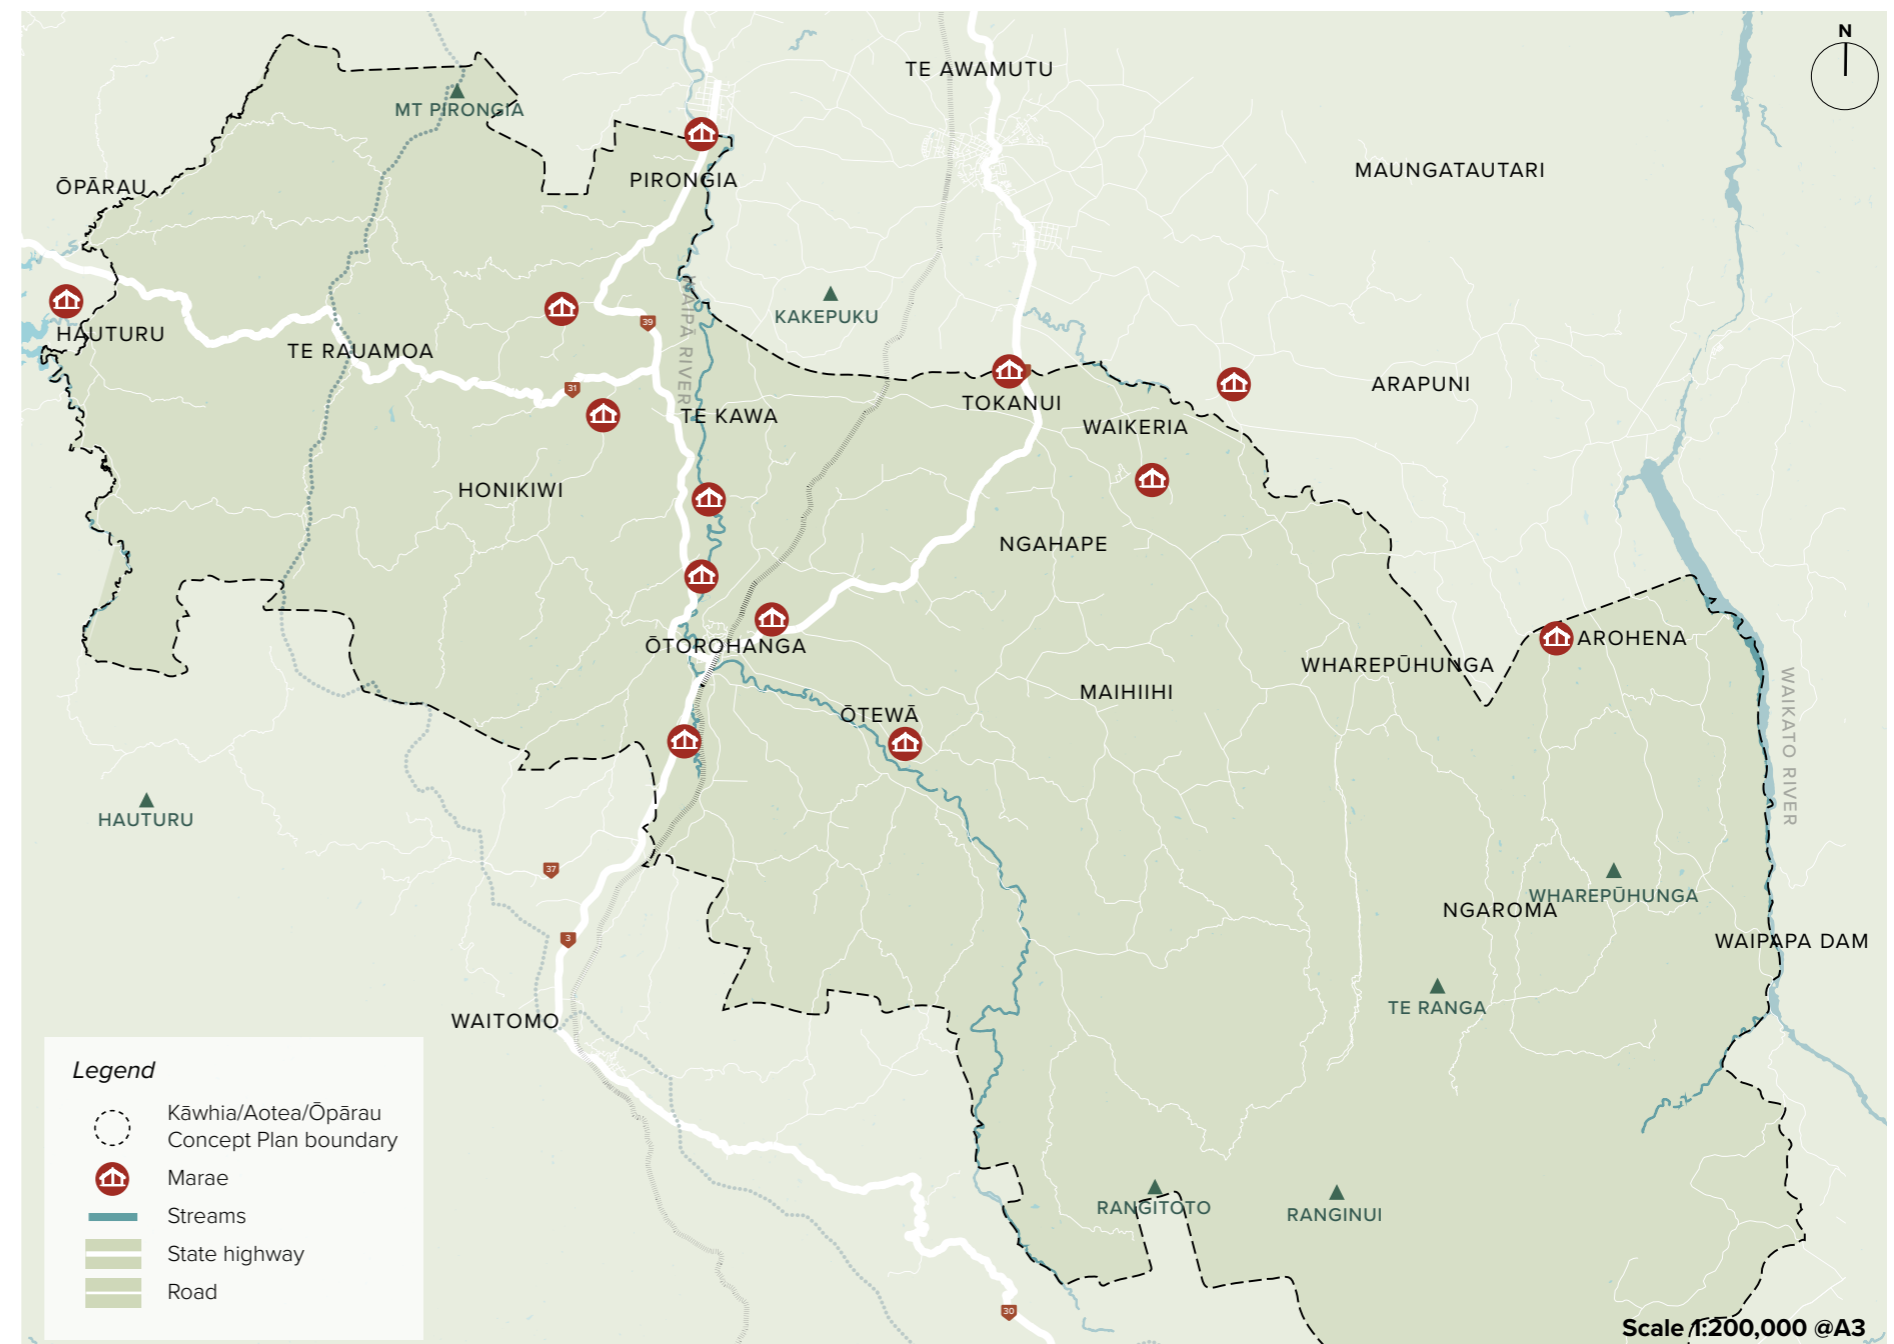 N
TE AWAMUTU
MT PIRONGIA
MAUNGATAUTARI
PIRONGIA
ŌPĀRAU
KAKEPUKU
HAUTURU
39
WAIPĀ RIVER
TE RAUAMOA
31
ARAPUNI
TOKANUI
TE KAWA
WAIKERIA
HONIKIWI
NGAHAPE
ŌTOROHANGA
AROHENA
WHAREPŪHUNGA
MAIHIIHI
ŌTEWĀ
WAIKATO RIVER
HAUTURU
37
WHAREPŪHUNGA
NGAROMA
3
WAIPAPA DAM
TE RANGA
WAITOMO
RANGITOTO
RANGINUI
30
Legend
Kāwhia/Aotea/Ōpārau
Concept Plan boundary
Marae
Streams
State highway
Road
Scale 1:200,000 @A3